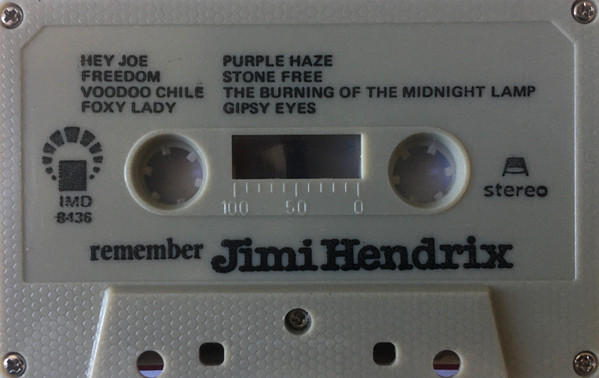 HEY JOE
FREEDOM
VOODOO CHILE
FOXY LADY
PURPLE HAZE
STONE FREE
THE BURNING OF THE MIDNIGHT LAMP
GIPSY EYES
IMD
8436
100 50 0
A
stereo
remember Jimi Hendrix